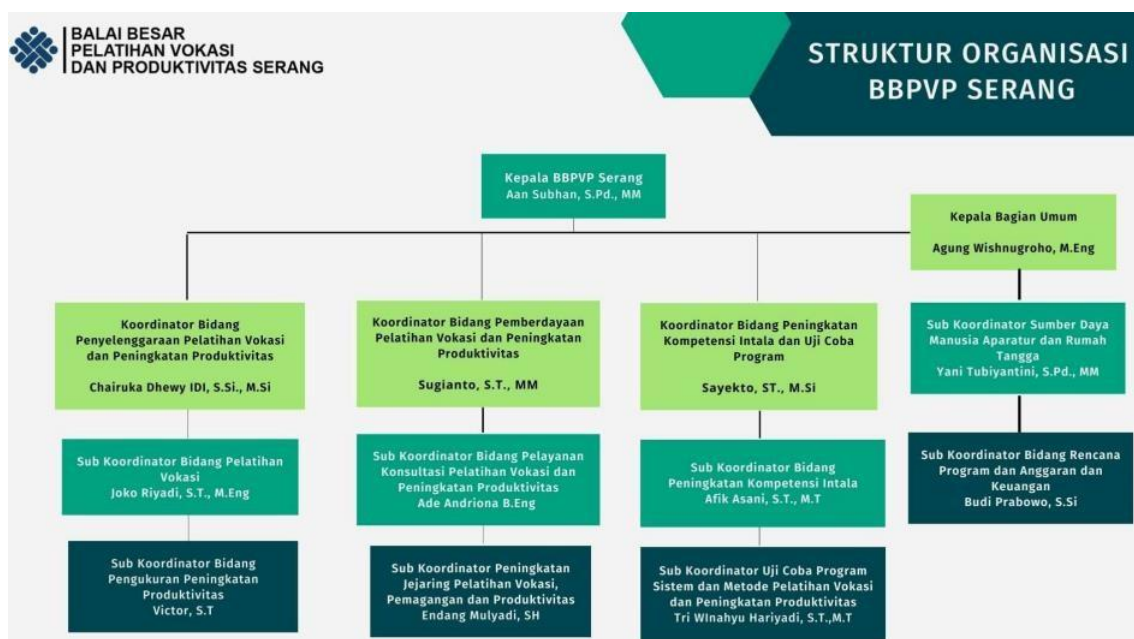 BALAI BESAR
PELATIHAN VOKASI
DAN PRODUKTIVITAS SERANG
STRUKTUR ORGANISASI
BBPVP SERANG
Kepala BBPVP Serang
Aan Subhan, S.Pd., MM
Kepala Bagian Umum
Agung Wishnugroho, M.Eng
Koordinator Bidang
Penyelenggaraan Pelatihan Vokasi
dan Peningkatan Produktivitas
Chairuka Dhewy IDI, S.Si., M.Si
Koordinator Bidang Pemberdayaan
Pelatihan Vokasi dan Peningkatan
Produktivitas
Sugianto, S.T., MM
Koordinator Bidang Peningkatan
Kompetensi Intala dan Uji Coba
Program
Sayekto, ST., M.Si
Sub Koordinator Sumber Daya
Manusia Aparatur dan Rumah
Tangga
Yani Tubiyantini, S.Pd., MM
Sub Koordinator Bidang Pelatihan
Vokasi
Joko Riyadi, S.T., M.Eng
Sub Koordinator Bidang Pelayanan
Konsultasi Pelatihan Vokasi dan
Peningkatan Produktivitas
Ade Andriona B.Eng
Sub Koordinator Bidang
Peningkatan Kompetensi Intala
Afik Asani, S.T., M.T
Sub Koordinator Bidang Rencana
Program dan Anggaran dan
Keuangan
Budi Prabowo, S.Si
Sub Koordinator Bidang
Pengukuran Peningkatan
Produktivitas
Victor, S.T
Sub Koordinator Peningkatan
Jejaring Pelatihan Vokasi,
Pemagangan dan Produktivitas
Endang Mulyadi, SH
Sub Koordinator Uji Coba Program
Sistem dan Metode Pelatihan Vokasi
dan Peningkatan Produktivitas
Tri WInahyu Hariyadi, S.T.,M.T